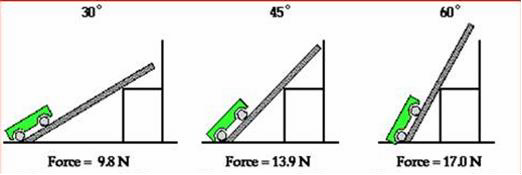 30°
45°
60°
Force = 9.8 N
Force = 13.9 N
Force = 17.0 N